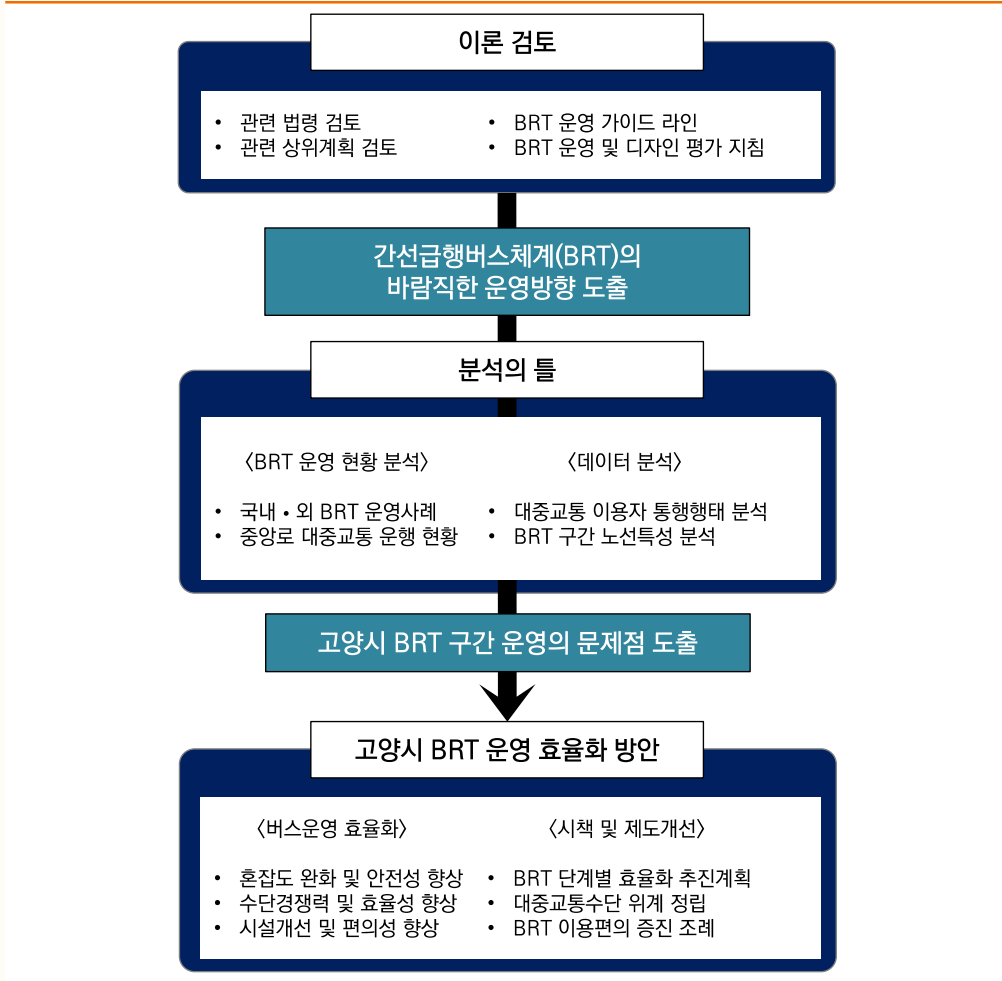 이론 검토
• 관련 법령 검토
• 관련 상위계획 검토
• BRT 운영 가이드 라인
• BRT 운영 및 디자인 평가 지침
간선급행버스체계(BRT)의
바람직한 운영방향 도출
분석의 틀
〈BRT 운영 현황 분석〉
• 국내•외 BRT 운영사례
• 중앙로 대중교통 운행 현황
〈데이터 분석〉
• 대중교통 이용자 통행행태 분석
• BRT 구간 노선특성 분석
고양시 BRT 구간 운영의 문제점 도출
고양시 BRT 운영 효율화 방안
〈버스운영 효율화〉
• 혼잡도 완화 및 안전성 향상
• 수단경쟁력 및 효율성 향상
• 시설개선 및 편의성 향상
〈시책 및 제도개선〉
• BRT 단계별 효율화 추진계획
• 대중교통수단 위계 정립
• BRT 이용편의 증진 조례